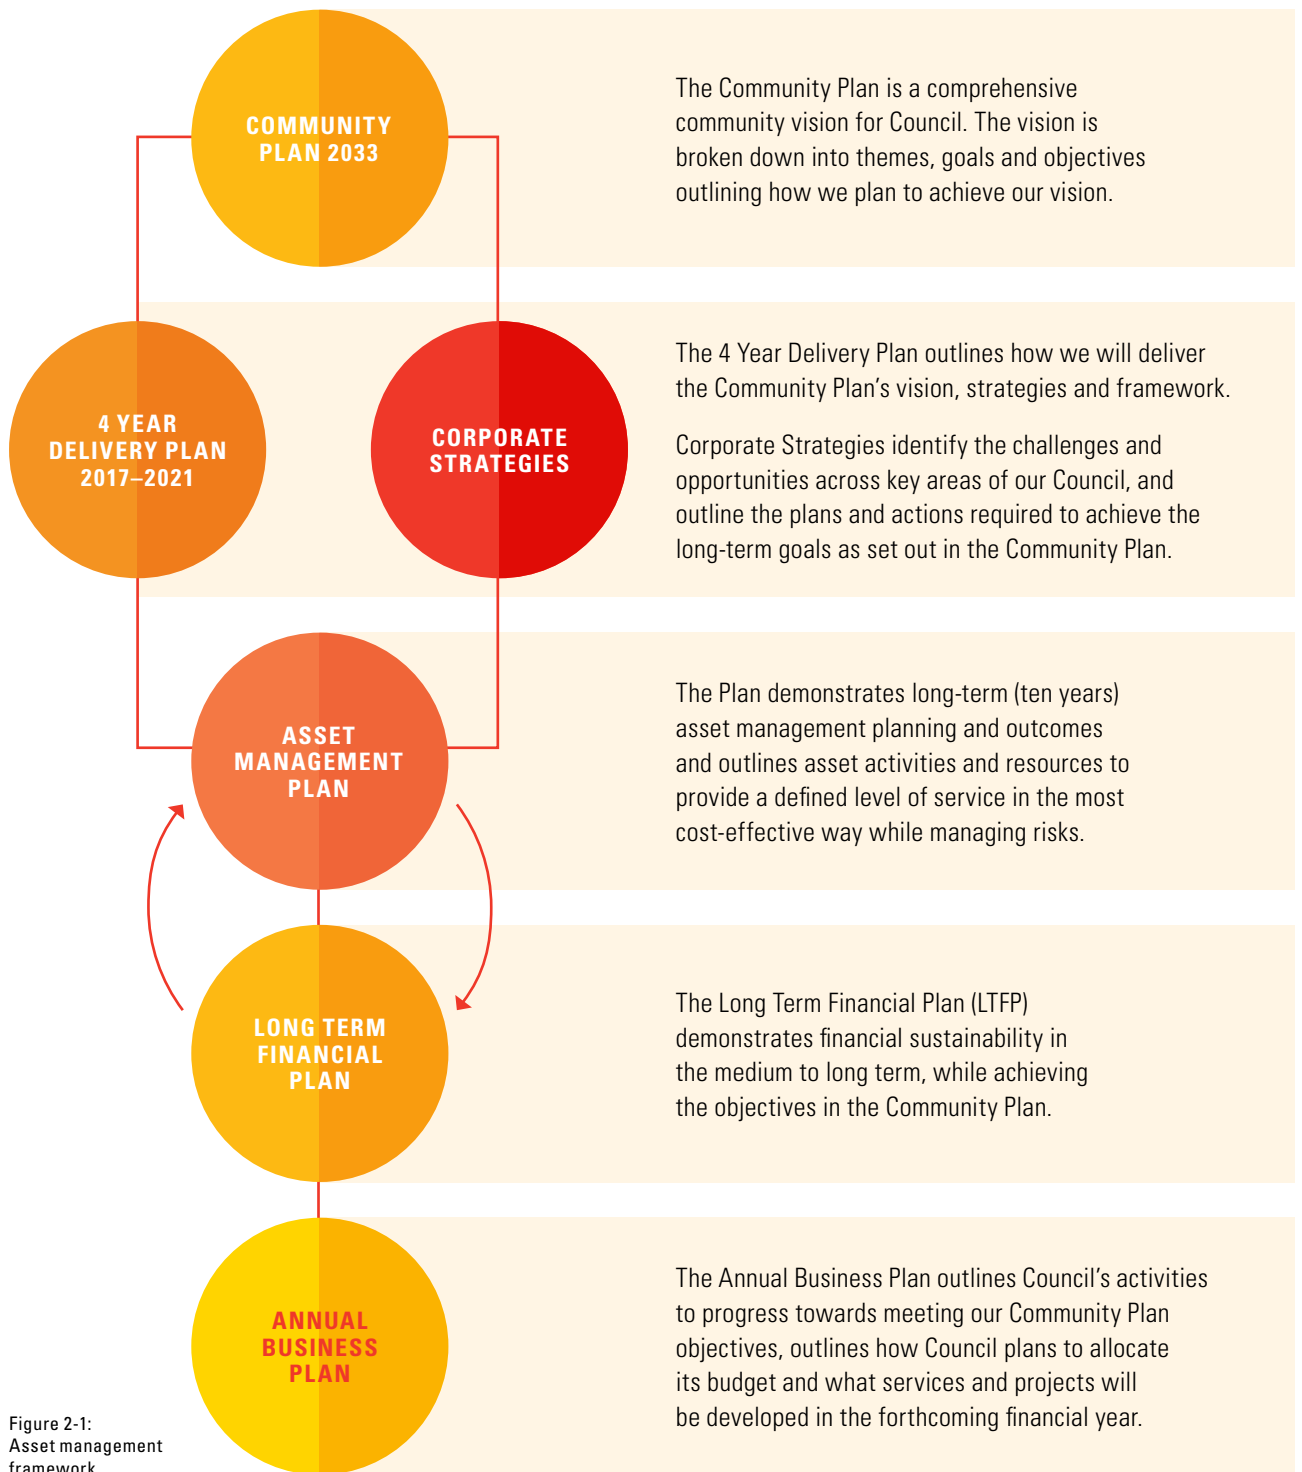 COMMUNITY
PLAN 2033
The Community Plan is a comprehensive
community vision for Council. The vision is
broken down into themes, goals and objectives
outlining how we plan to achieve our vision.
4 YEAR
DELIVERY PLAN
2017–2021
CORPORATE
STRATEGIES
The 4 Year Delivery Plan outlines how we will deliver
the Community Plan’s vision, strategies and framework.
Corporate Strategies identify the challenges and
opportunities across key areas of our Council, and
outline the plans and actions required to achieve the
long-term goals as set out in the Community Plan.
ASSET
MANAGEMENT
PLAN
The Plan demonstrates long-term (ten years)
asset management planning and outcomes
and outlines asset activities and resources to
provide a defined level of service in the most
cost-effective way while managing risks.
LONG TERM
FINANCIAL
PLAN
The Long Term Financial Plan (LTFP)
demonstrates financial sustainability in
the medium to long term, while achieving
the objectives in the Community Plan.
ANNUAL
BUSINESS
PLAN
The Annual Business Plan outlines Council’s activities
to progress towards meeting our Community Plan
objectives, outlines how Council plans to allocate
its budget and what services and projects will
be developed in the forthcoming financial year.
Figure 2-1:
Asset management
framework